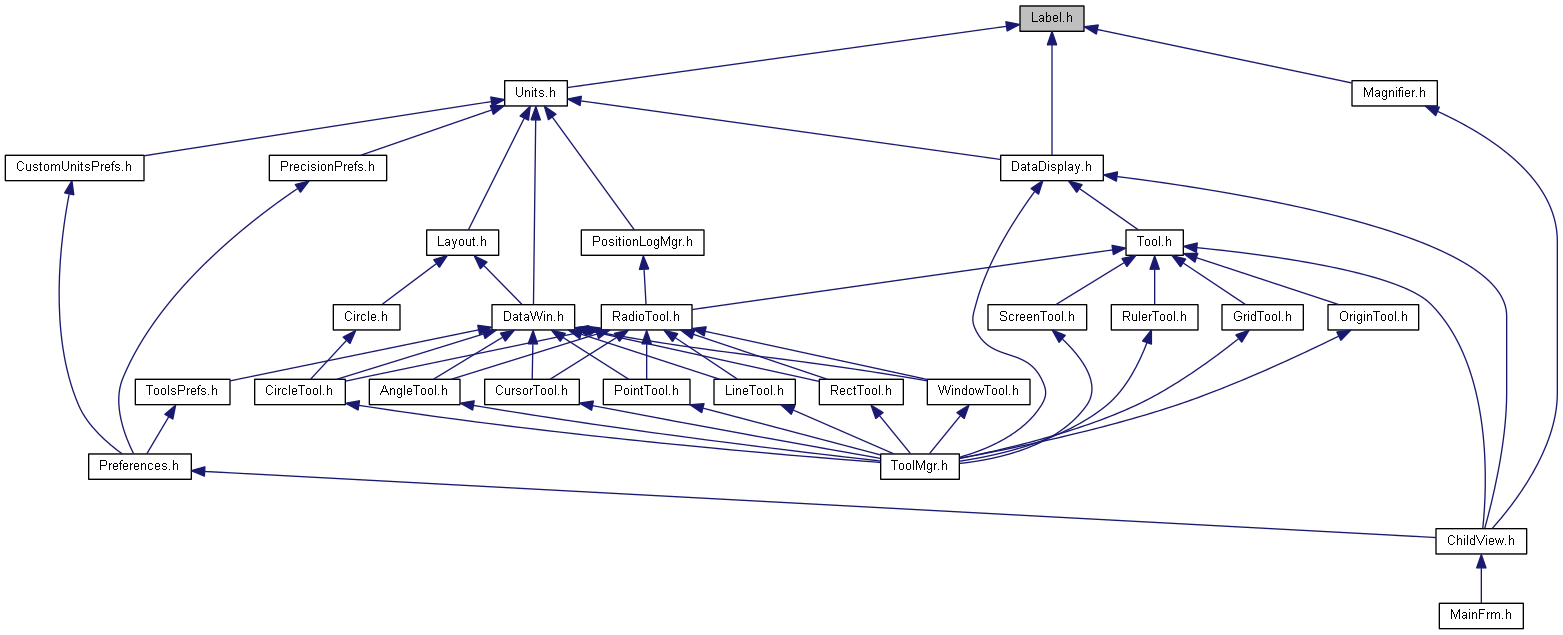 Label.h
Units.h
Magnifier.h
CustomUnitsPrefs.h
PrecisionPrefs.h
DataDisplay.h
Layout.h
PositionLogMgr.h
Tool.h
Circle.h
DataWin.h
RadioTool.h
ScreenTool.h
RulerTool.h
GridTool.h
OriginTool.h
ToolsPrefs.h
CircleTool.h
AngleTool.h
CursorTool.h
PointTool.h
LineTool.h
RectTool.h
WindowTool.h
Preferences.h
ToolMgr.h
ChildView.h
MainFrm.h